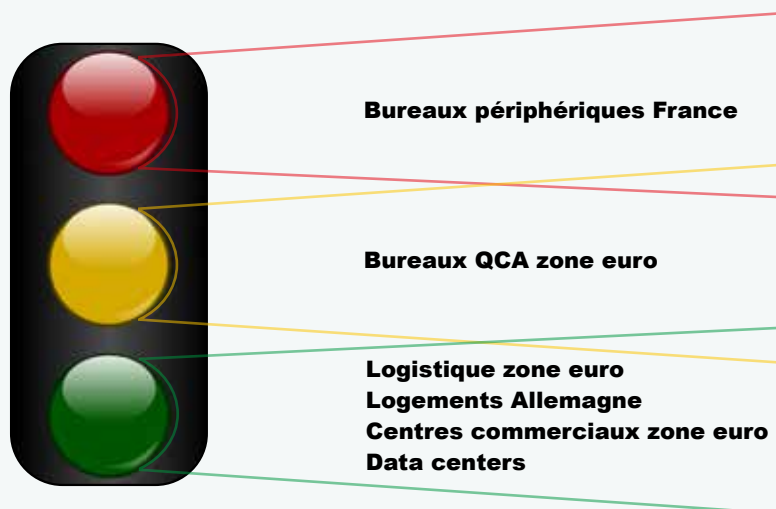 Bureaux périphériques France
Bureaux QCA zone euro
Logistique zone euro
Logements Allemagne
Centres commerciaux zone euro
Data centers